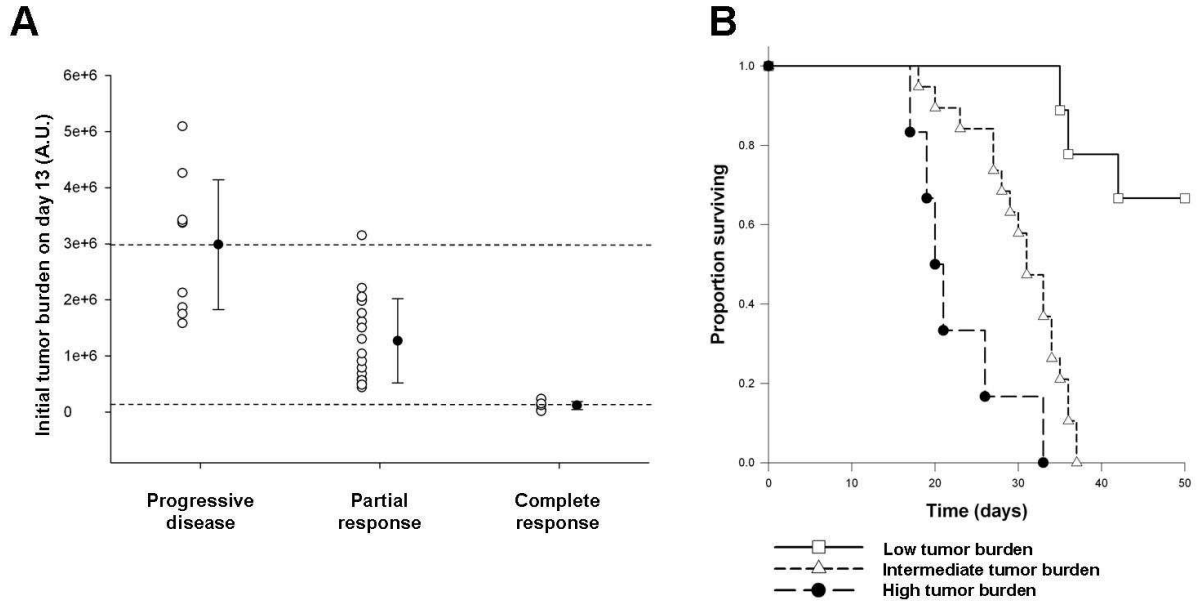 A
Initial tumor burden on day 13 (A.U.)
6e+6
5e+6
4e+6
3e+6
2e+6
1e+6
0
Progressive
disease
Partial
response
Complete
response
B
Proportion surviving
1.0
0.8
0.6
0.4
0.2
0.0
0 10 20 30 40 50
Time (days)
Low tumor burden
Intermediate tumor burden
High tumor burden